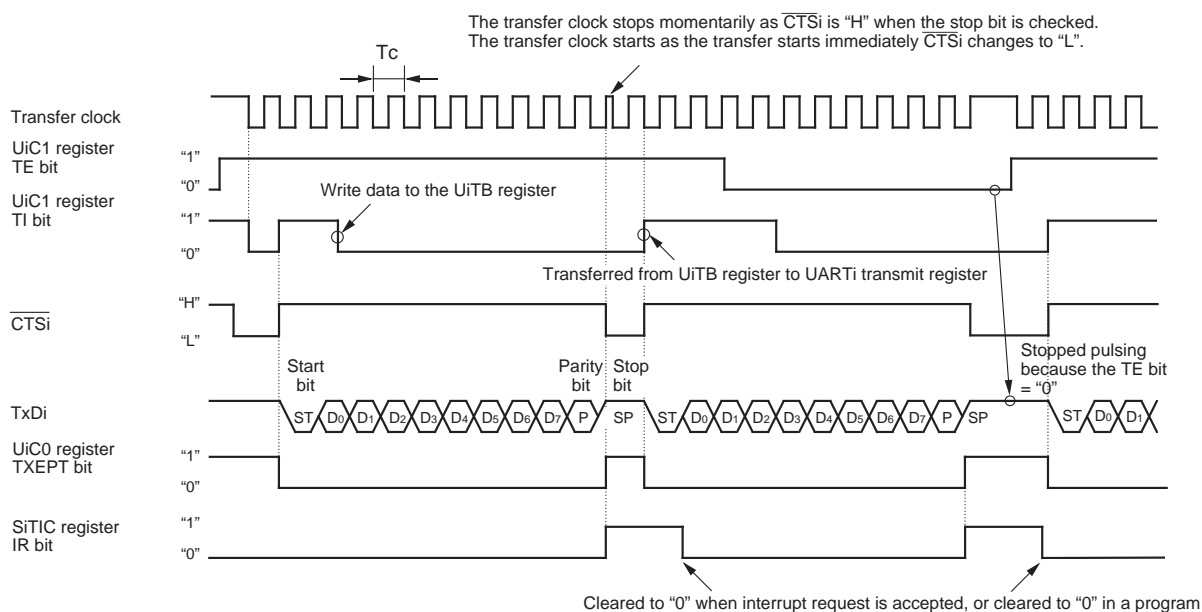 The transfer clock stops momentarily as CTSi is “H” when the stop bit is checked.
The transfer clock starts as the transfer starts immediately CTSi changes to “L”.
Tc
Transfer clock
UiC1 register
TE bit
“1”
“0”
Write data to the UiTB register
UiC1 register
TI bit
“1”
“0”
Transferred from UiTB register to UARTi transmit register
CTSi
“H”
“L”
Start
bit
Parity
bit
Stop
bit
Stopped pulsing
because the TE bit
= “0”
TxDi
ST D0 D1 D2 D3 D4 D5 D6 D7 P SP ST D0 D1 D2 D3 D4 D5 D6 D7 P SP ST D0 D1
UiC0 register
TXEPT bit
“1”
“0”
SiTIC register
IR bit
“1”
“0”
Cleared to “0” when interrupt request is accepted, or cleared to “0” in a program